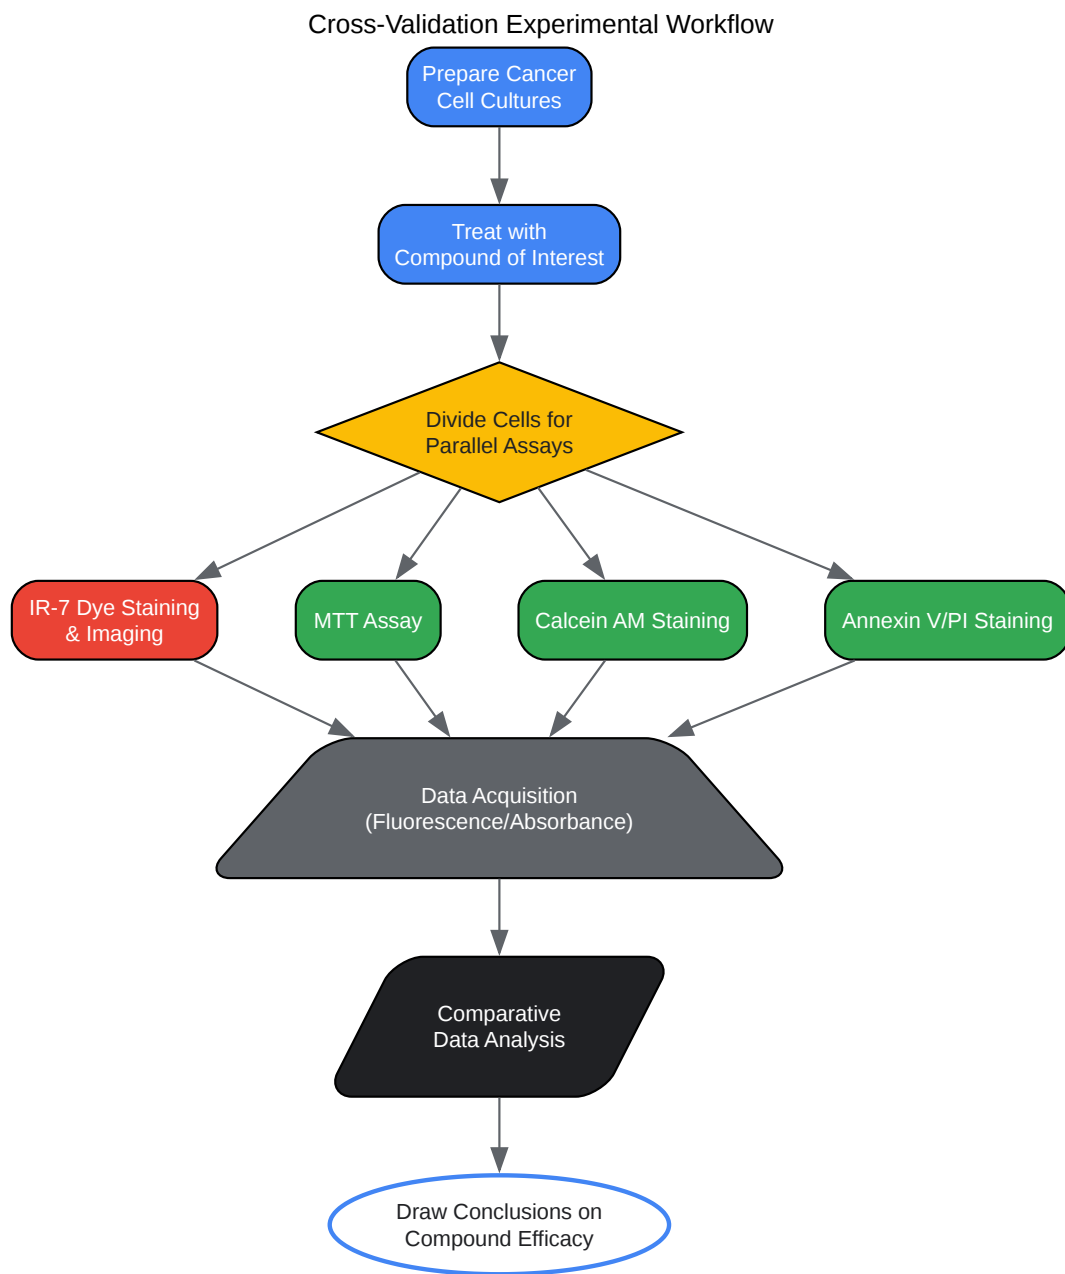 Cross-Validation Experimental Workflow
Prepare Cancer
Cell Cultures
Treat with
Compound of Interest
Divide Cells for
Parallel Assays
IR-7 Dye Staining
& Imaging
MTT Assay
Calcein AM Staining
Annexin V/PI Staining
Data Acquisition
(Fluorescence/Absorbance)
Comparative
Data Analysis
Draw Conclusions on
Compound Efficacy